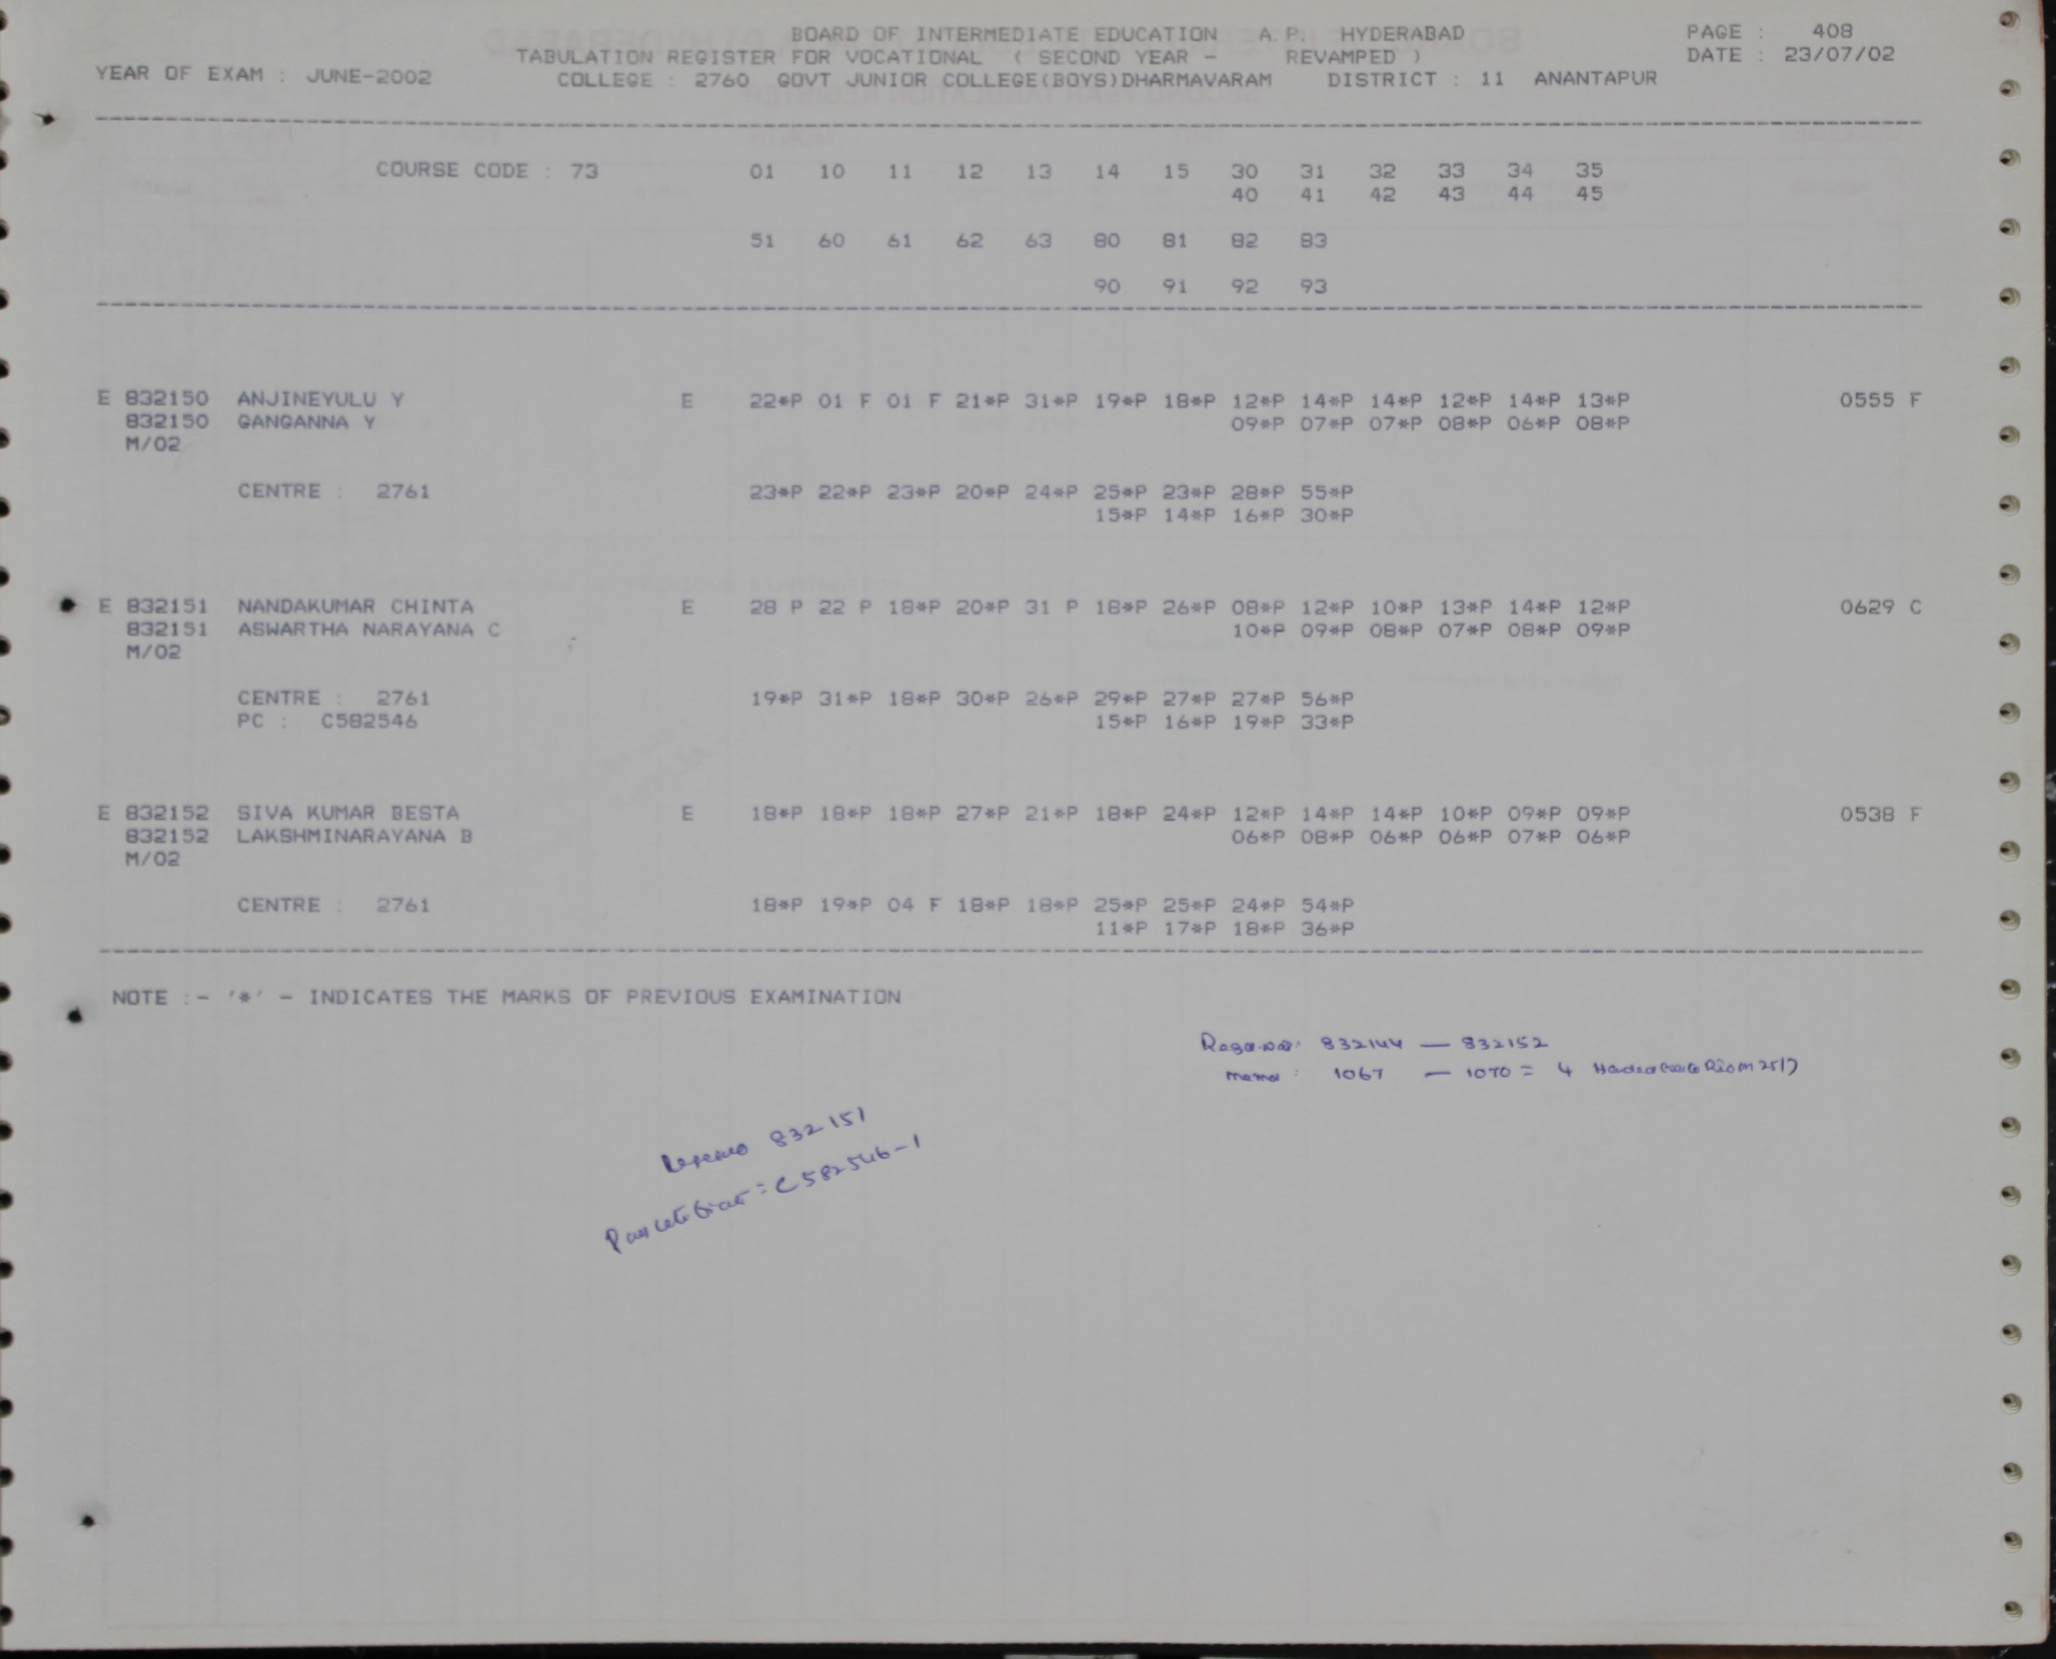 BOARD OF INTERMEDIATE EDUCATION A.P. HYDERABAD PAGE : 408
TABULATION REGISTER FOR VOCATIONAL ( SECOND YEAR - REVAMPED ) DATE : 23/07/02
YEAR OF EXAM : JUNE-2002 COLLEGE : 2760 GOVT JUNIOR COLLEGE(BOYS)DHARMAVARAM DISTRICT : 11 ANANTAPUR
COURSE CODE : 73 01 10 11 12 13 14 15 30 31 32 33 34 35
40 41 42 43 44 45
51 60 61 62 63 80 81 82 83
90 91 92 93
E 832150 ANJINEYULU Y E 22*P 01 F 01 F 21*P 31*P 19*P 18*P 12*P 14*P 14*P 12*P 14*P 13*P 0555 F
832150 GANGANNA Y 09*P 07*P 07*P 08*P 06*P 08*P
M/02
CENTRE : 2761 23*P 22*P 23*P 20*P 24*P 25*P 23*P 28*P 55*P
15*P 14*P 16*P 30*P
E 832151 NANDAKUMAR CHINTA E 28 P 22 P 18*P 20*P 31 P 18*P 26*P 08*P 12*P 10*P 13*P 14*P 12*P 0629 C
832151 ASWARTHA NARAYANA C 10*P 09*P 08*P 07*P 08*P 09*P
M/02
CENTRE : 2761 19*P 31*P 18*P 30*P 26*P 29*P 27*P 27*P 56*P
PC : C582546 15*P 16*P 19*P 33*P
E 832152 SIVA KUMAR BESTA E 18*P 18*P 18*P 27*P 21*P 18*P 24*P 12*P 14*P 14*P 10*P 09*P 09*P 0538 F
832152 LAKSHMINARAYANA B 06*P 08*P 06*P 06*P 07*P 06*P
M/02
CENTRE : 2761 18*P 19*P 04 F 18*P 18*P 25*P 25*P 24*P 54*P
11*P 17*P 18*P 36*P
NOTE :- '*' - INDICATES THE MARKS OF PREVIOUS EXAMINATION
832144 — 832152
memo : 1067 — 1070 = 4
832151
= C582546-1